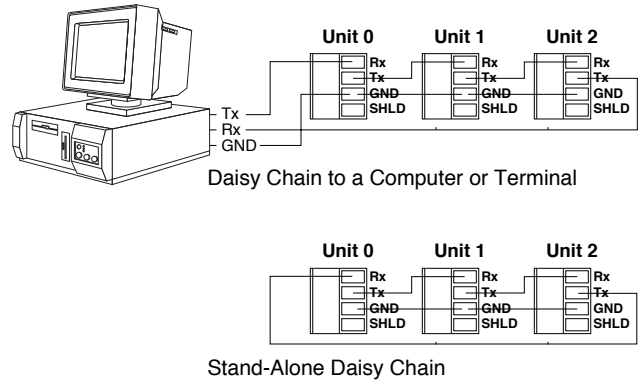 Unit 0 Unit 1 Unit 2
Rx Rx Rx
Tx Tx Tx
GND GND GND
SHLD SHLD SHLD
Tx
Rx
GND
Daisy Chain to a Computer or Terminal
Unit 0 Unit 1 Unit 2
Rx Rx Rx
Tx Tx Tx
GND GND GND
SHLD SHLD SHLD
Stand-Alone Daisy Chain